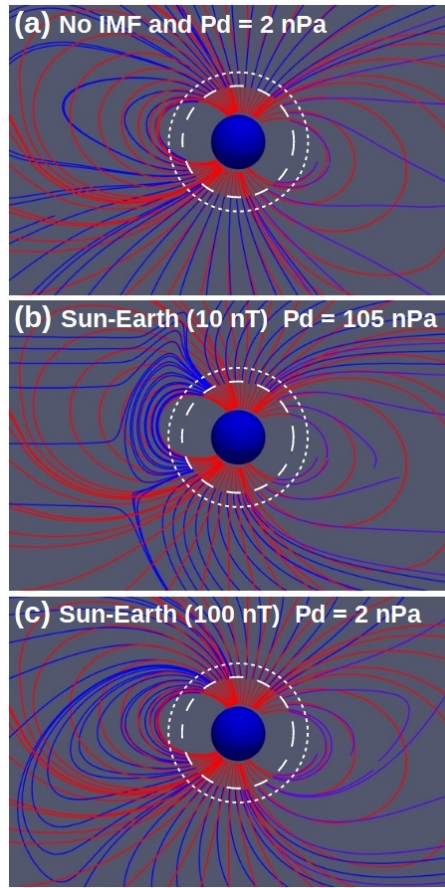 (a) No IMF and Pd = 2 nPa
(b) Sun-Earth (10 nT) Pd = 105 nPa
(c) Sun-Earth (100 nT) Pd = 2 nPa